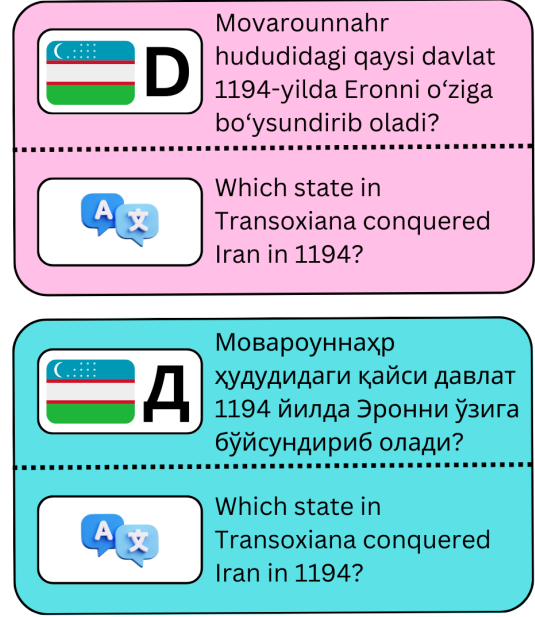 D
Movarounnahr
hududidagi qaysi davlat
1194-yilda Eronni o‘ziga
bo‘ysundirib oladi?
A 文
Which state in
Transoxiana conquered
Iran in 1194?
Д
Мовароуннаҳр
ҳудудидаги қайси давлат
1194 йилда Эронни ўзига
бўйсундириб олади?
A 文
Which state in
Transoxiana conquered
Iran in 1194?